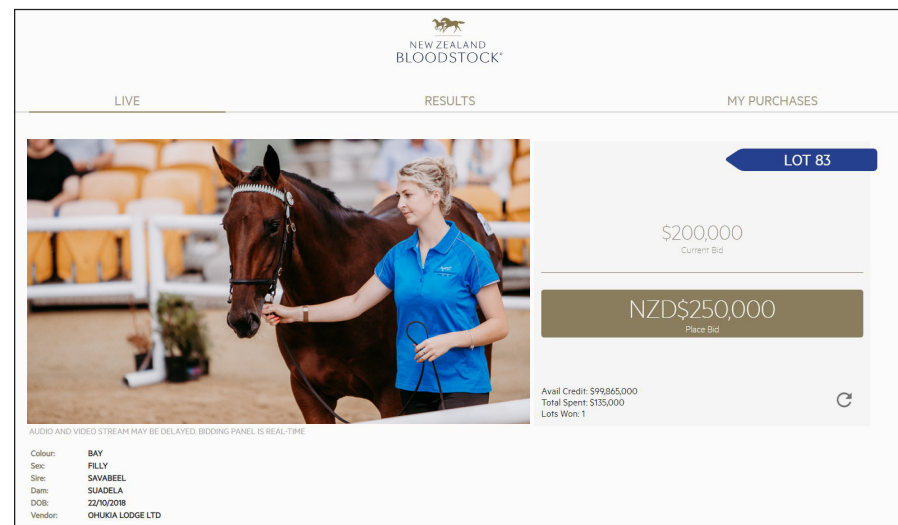 NEW ZEALAND
BLOODSTOCK®
LIVE
RESULTS
MY PURCHASES
LOT 83
$200,000
Current Bid
NZD$250,000
Place Bid
Avail Credit: $99,865,000
Total Spent: $135,000
Lots Won: 1
AUDIO AND VIDEO STREAM MAY BE DELAYED. BIDDING PANEL IS REAL-TIME
Colour: BAY
Sex: FILLY
Sire: SAVABEEL
Dam: SUADELA
DOB: 22/10/2018
Vendor: OHUKIA LODGE LTD